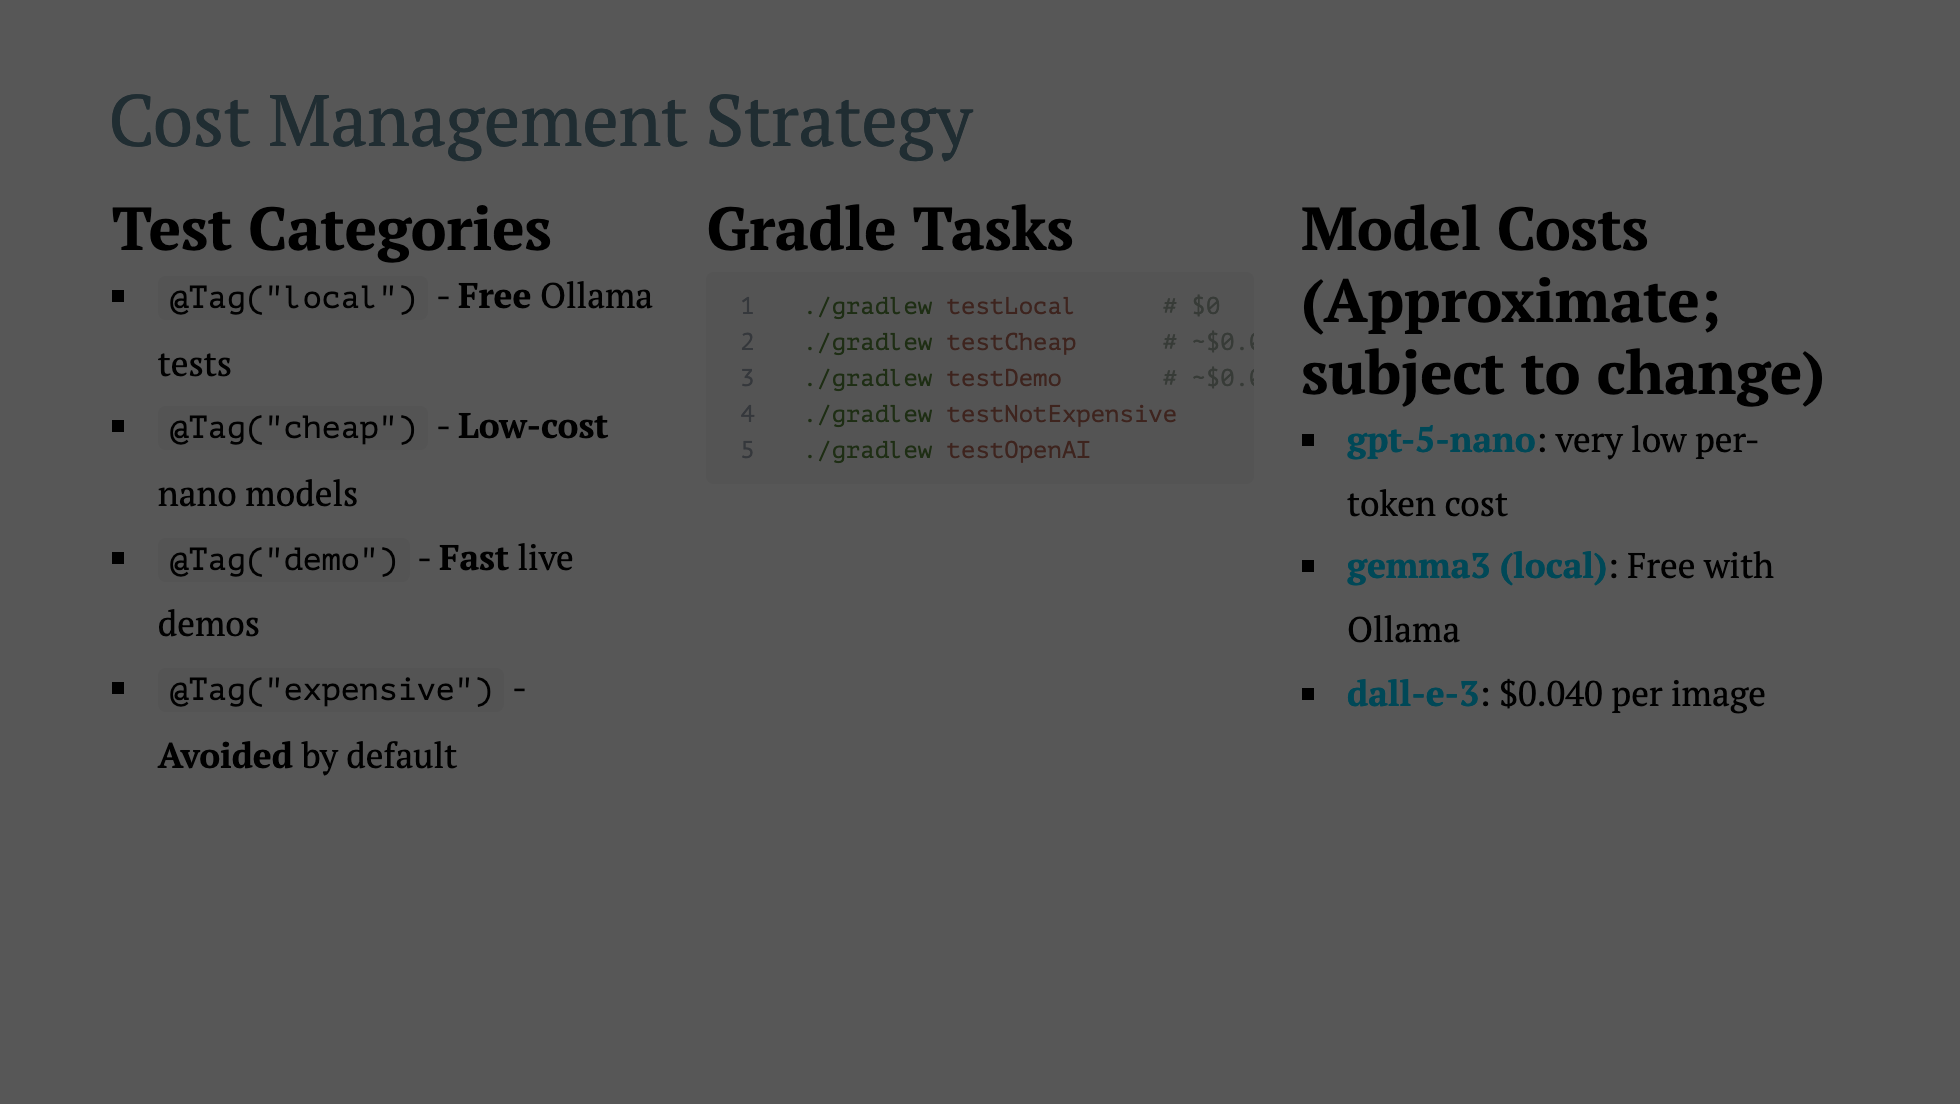 Cost Management Strategy
Test Categories
@Tag("local") - Free Ollama
tests
@Tag("cheap") - Low-cost
nano models
@Tag("demo") - Fast live
demos
@Tag("expensive") -
Avoided by default
Gradle Tasks
1 ./gradlew testLocal # $0
2 ./gradlew testCheap # ~$0.0
3 ./gradlew testDemo # ~$0.0
4 ./gradlew testNotExpensive
5 ./gradlew testOpenAI
Model Costs
(Approximate;
subject to change)
gpt-5-nano: very low per-
token cost
gemma3 (local): Free with
Ollama
dall-e-3: $0.040 per image